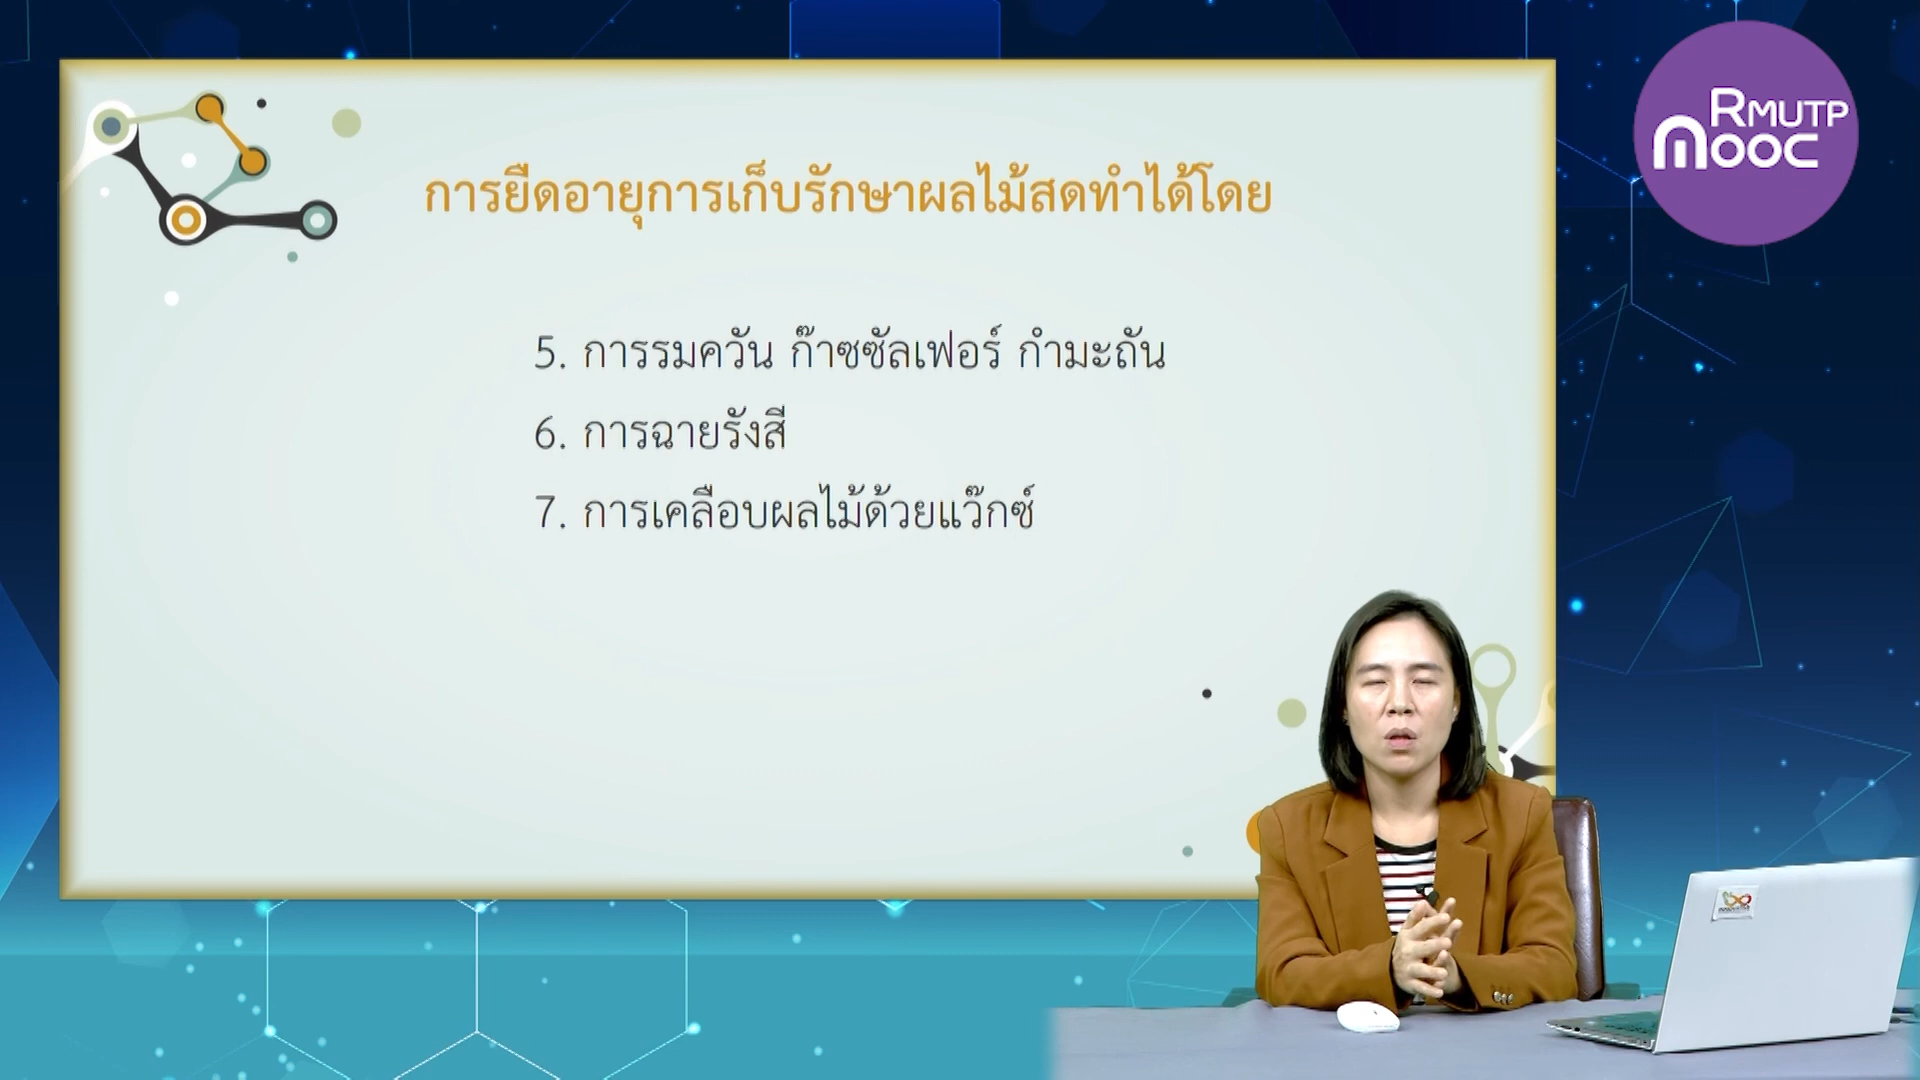 RMUTP
MOOC
การยืดอายุการเก็บรักษาผลไม้สดทำได้โดย
5. การรมควัน ก๊าซซัลเฟอร์ กำมะถัน
6. การฉายรังสี
7. การเคลือบผลไม้ด้วยแว๊กซ์